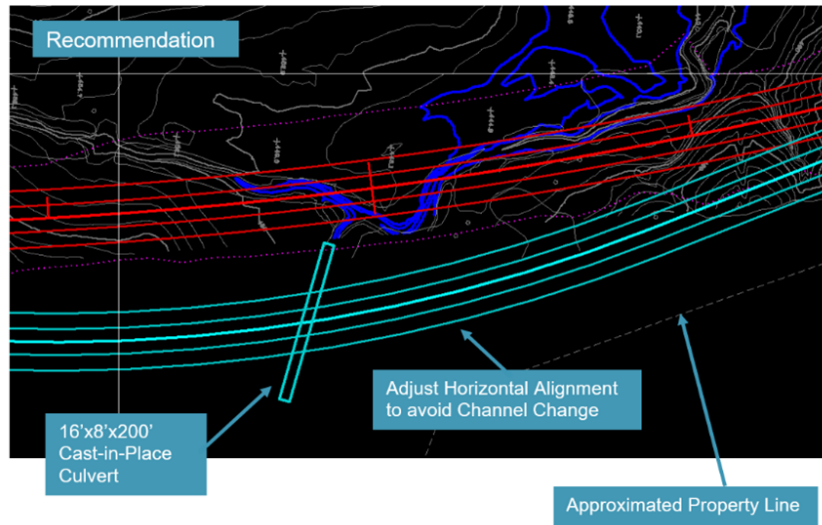 Recommendation
16'x8'x200'
Cast-in-Place
Culvert
Adjust Horizontal Alignment
to avoid Channel Change
Approximated Property Line